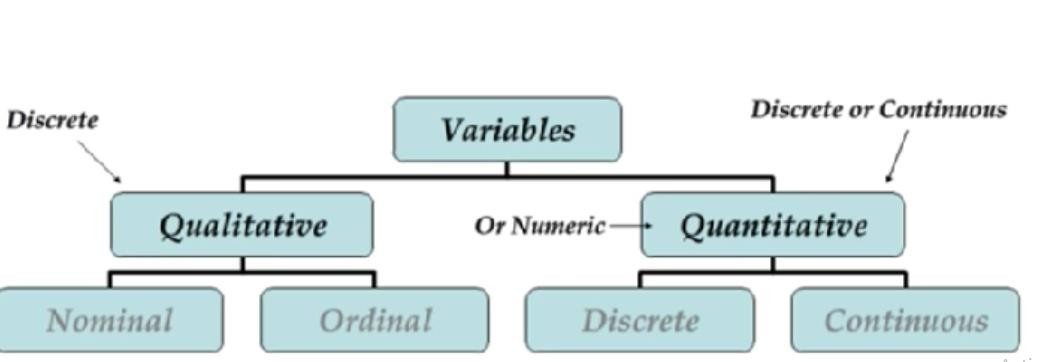 Discrete
Variables
Discrete or Continuous
Qualitative
Or Numeric
Quantitative
Nominal
Ordinal
Discrete
Continuous